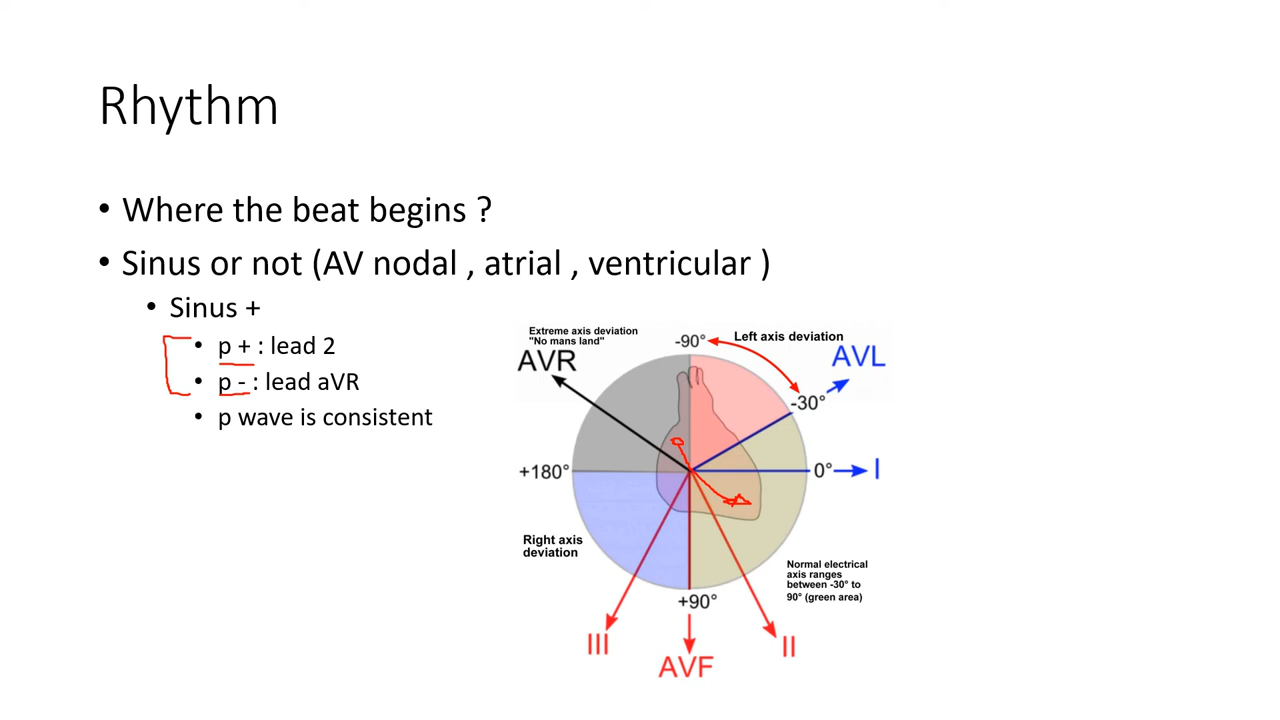 Rhythm
• Where the beat begins ?
• Sinus or not (AV nodal , atrial , ventricular )
• Sinus +
• p + : lead 2
• p - : lead aVR
• p wave is consistent
Extreme axis deviation
"No mans land"
AVR
-90°
Left axis deviation
AVL
-30°
+180°
0°
I
Right axis
deviation
Normal electrical
axis ranges
between -30° to
90° (green area)
+90°
III
AVF
II